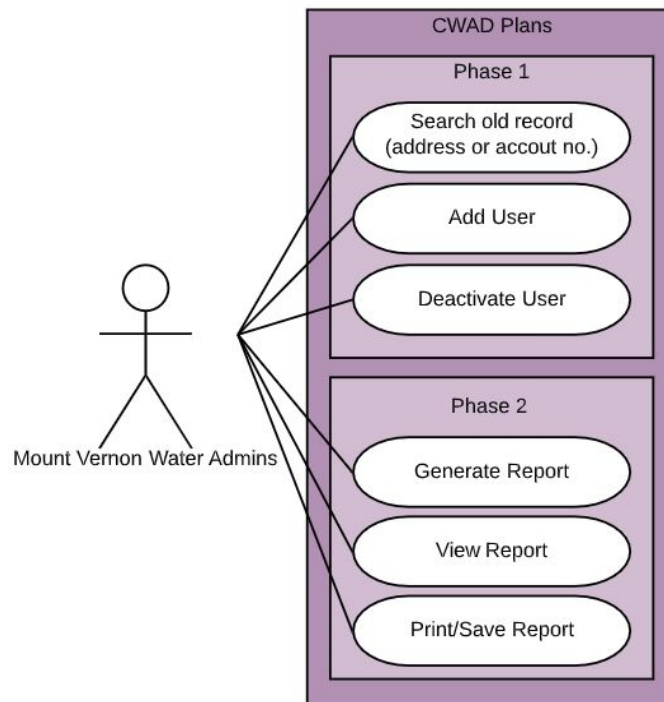 CWAD Plans
Phase 1
Search old record
(address or accout no.)
Add User
Deactivate User
Mount Vernon Water Admins
Phase 2
Generate Report
View Report
Print/Save Report